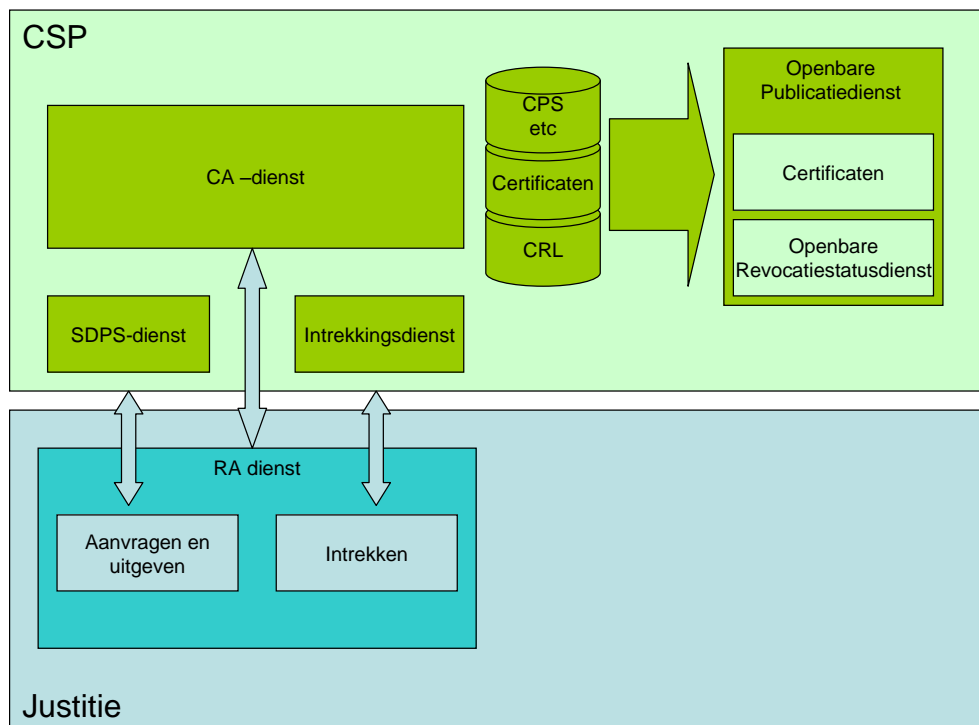 CSP
CA –dienst
CPS
etc
Certificaten
CRL
Openbare
Publicatiedienst
Certificaten
Openbare
Revocatiestatusdienst
SDPS-dienst
Intrekkingsdienst
RA dienst
Aanvragen en
uitgeven
Intrekken
Justitie